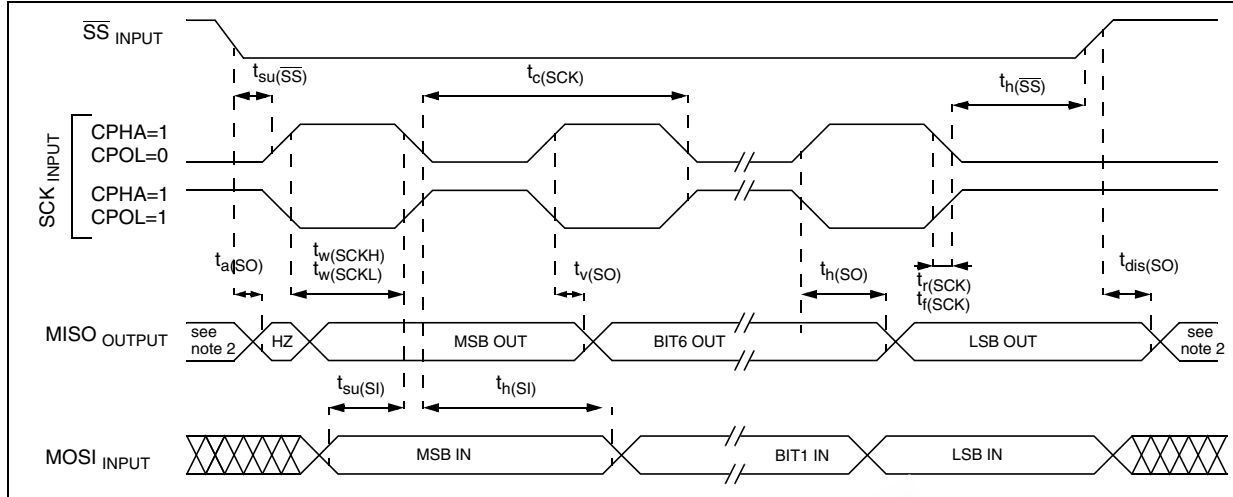 SS INPUT
tsu(SS)
tc(SCK)
th(SS)
SCK INPUT
CPHA=1
CPOL=0
CPHA=1
CPOL=1
ta(SO)
tw(SCKH)
tw(SCKL)
tv(SO)
th(SO)
tr(SCK)
tf(SCK)
tdis(SO)
MISO OUTPUT
see
note 2
HZ
MSB OUT
BIT6 OUT
LSB OUT
see
note 2
tsu(SI)
th(SI)
MOSI INPUT
MSB IN
BIT1 IN
LSB IN